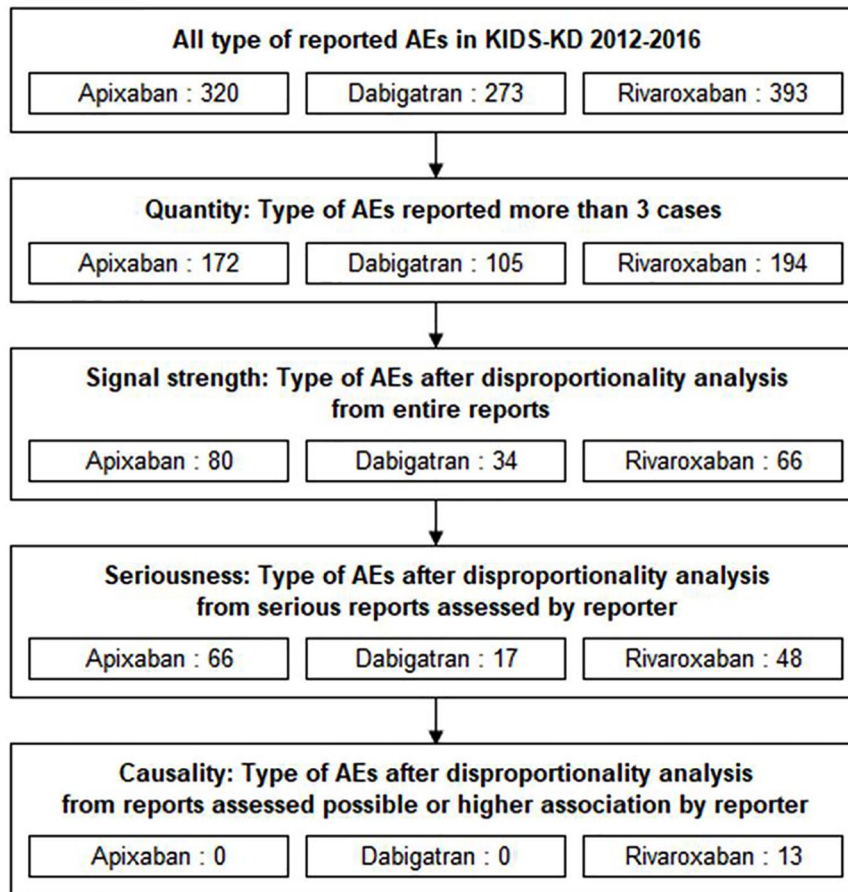 All type of reported AEs in KIDS-KD 2012-2016
Apixaban : 320
Dabigatran : 273
Rivaroxaban : 393
Quantity: Type of AEs reported more than 3 cases
Apixaban : 172
Dabigatran : 105
Rivaroxaban : 194
Signal strength: Type of AEs after disproportionality analysis
from entire reports
Apixaban : 80
Dabigatran : 34
Rivaroxaban : 66
Seriousness: Type of AEs after disproportionality analysis
from serious reports assessed by reporter
Apixaban : 66
Dabigatran : 17
Rivaroxaban : 48
Causality: Type of AEs after disproportionality analysis
from reports assessed possible or higher association by reporter
Apixaban : 0
Dabigatran : 0
Rivaroxaban : 13